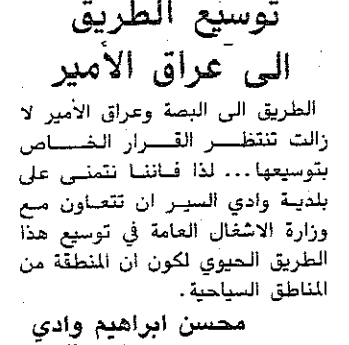 توسيع الطريق
الى عراق الأمير
الطريق الى البصة وعراق الأمير لا
زالت تنتظر القرار الخاص
بتوسيعها... لذا فاننا نتمنى على
بلدية وادي السير ان تتعاون مع
وزارة الاشغال العامة في توسيع هذا
الطريق الحيوي لكون ان المنطقة من
المناطق السياحية.
محسن ابراهيم وادي